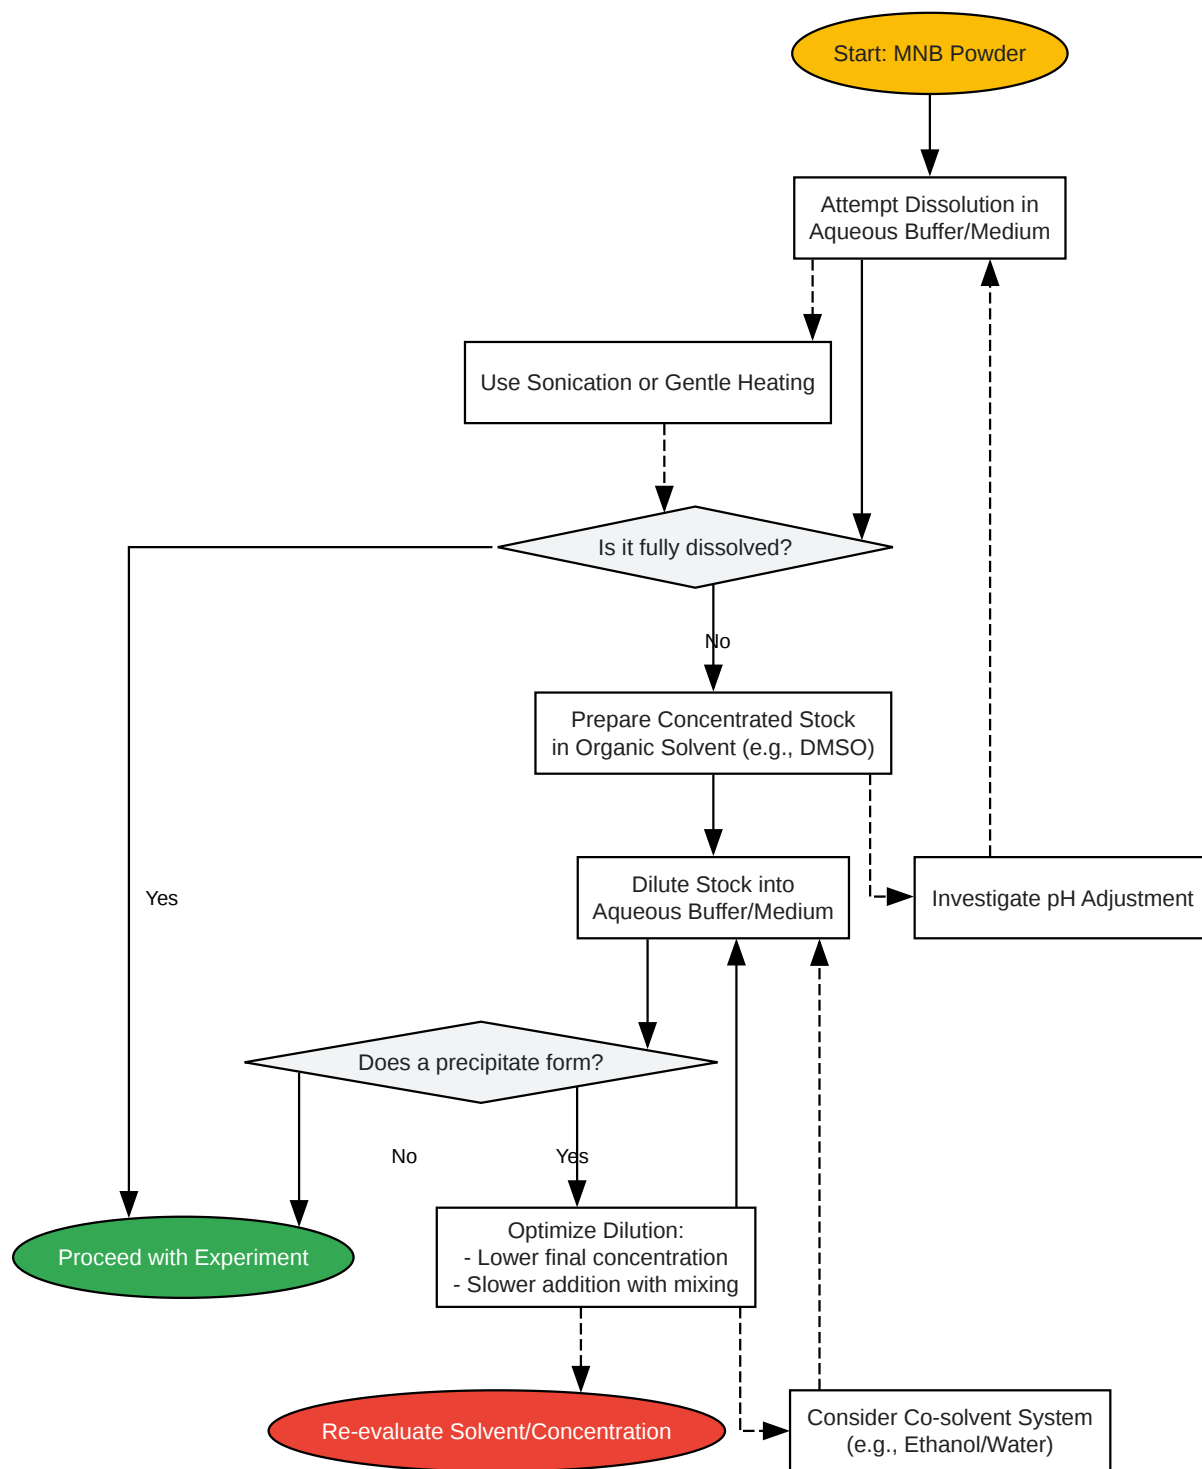 Start: MNB Powder
Attempt Dissolution in
Aqueous Buffer/Medium
Use Sonication or Gentle Heating
Is it fully dissolved?
No
Prepare Concentrated Stock
in Organic Solvent (e.g., DMSO)
Dilute Stock into
Aqueous Buffer/Medium
Investigate pH Adjustment
Yes
Does a precipitate form?
No
Yes
Optimize Dilution:
- Lower final concentration
- Slower addition with mixing
Proceed with Experiment
Re-evaluate Solvent/Concentration
Consider Co-solvent System
(e.g., Ethanol/Water)